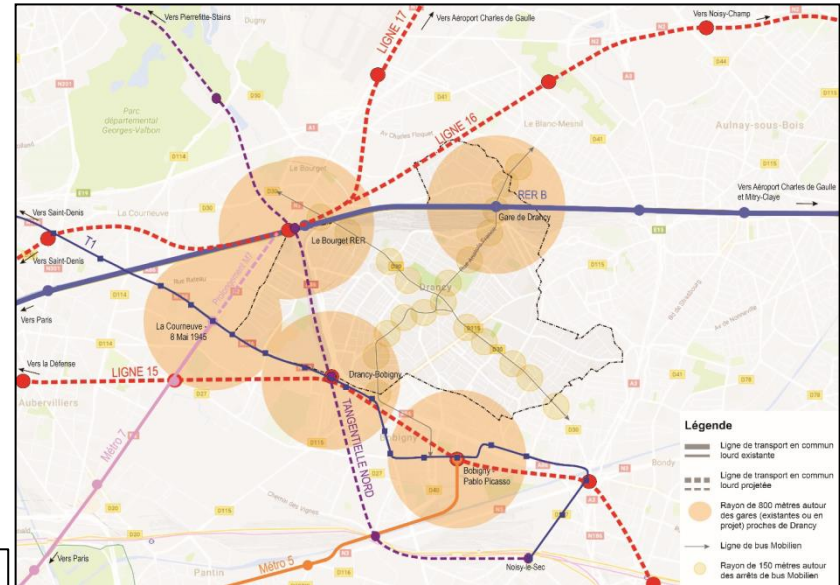 Vers Pierrefitte-Stains
Dugny
Vers Aéroport Charles de Gaulle
Vers Noisy-Champ
LIGNE 17
Parc
départemental
Georges-Valbon
Av Charles Floquet
Le Blanc-Mesnil
Aulnay-sous-Bois
LIGNE 16
Le Bourget
La Courneuve
Vers Saint-Denis
T1
RER B
Gare de Drancy
Vers Aéroport Charles de Gaulle
et Mitry-Claye
Le Bourget RER
Vers Saint-Denis
Prolongement M7
Drancy
Vers Paris
La Courneuve -
8 Mai 1945
Vers la Défense
LIGNE 15
Drancy-Bobigny
Aubervilliers
TANGENTIELLE NORD
Bobigny
Bobigny -
Pablo Picasso
Bondy
Métro 7
Chemin des Vignes
Métro 5
Pantin
Noisy-le-Sec
Vers Paris
Légende
Ligne de transport en commun
lourd existante
Ligne de transport en commun
lourd projetée
Rayon de 800 mètres autour
des gares (existantes ou en
projet) proches de Drancy
Ligne de bus Mobilien
Rayon de 150 mètres autour
des arrêts de bus Mobilien